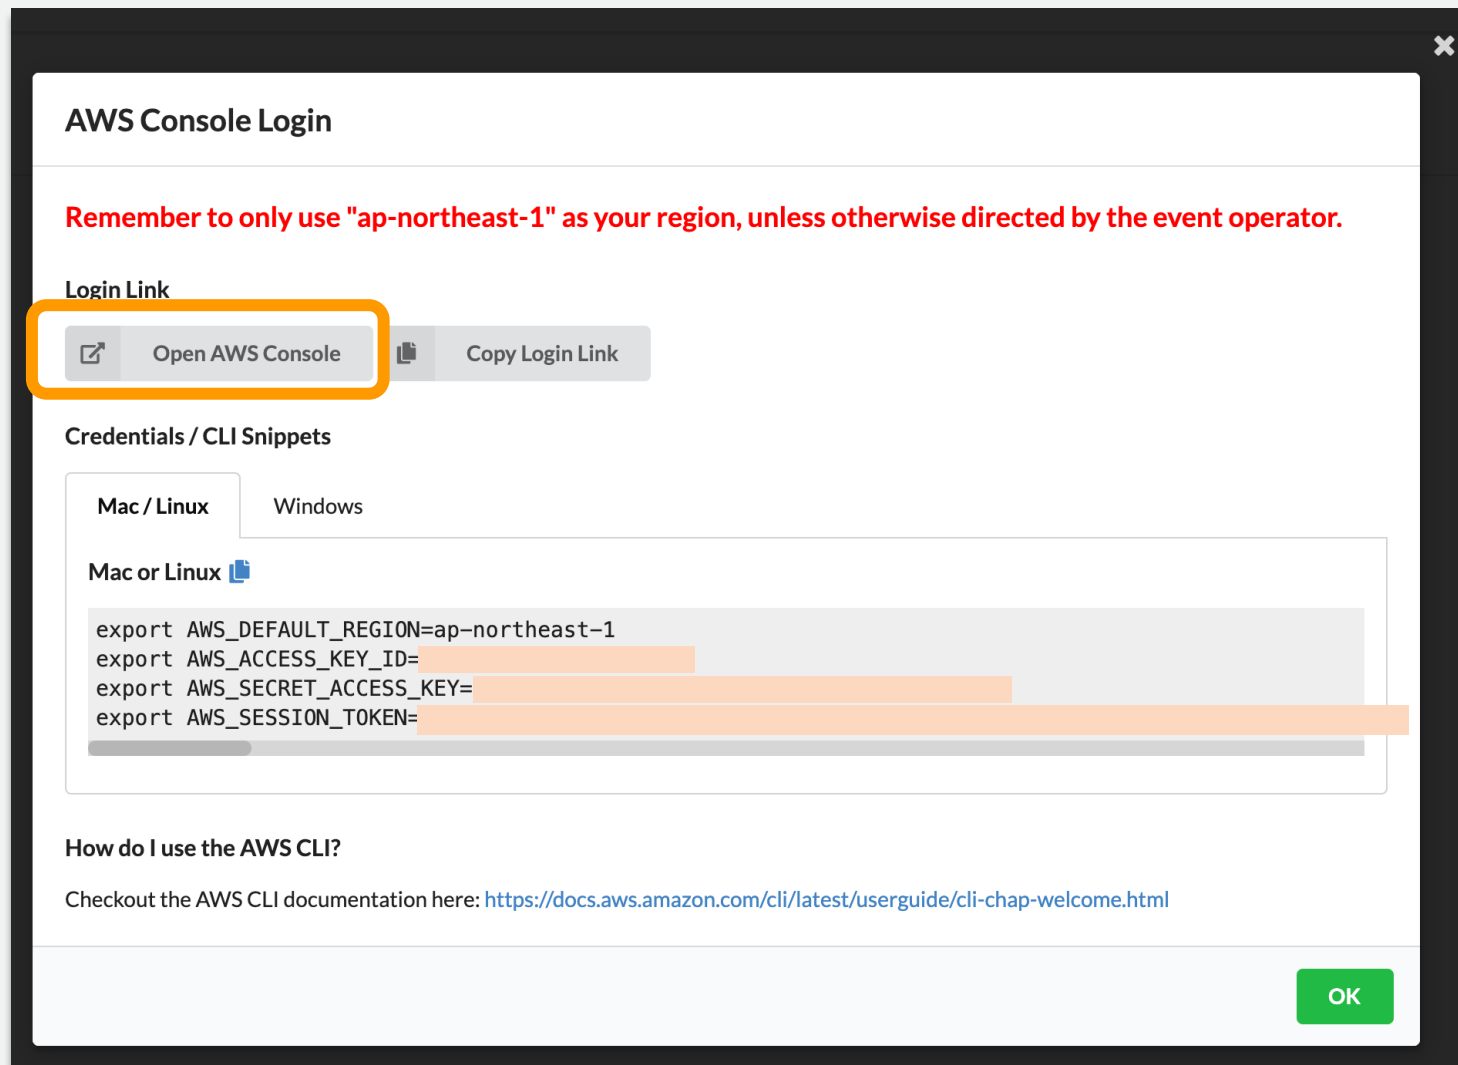 AWS Console Login
Remember to only use "ap-northeast-1" as your region, unless otherwise directed by the event operator.
Login Link
Open AWS Console
Copy Login Link
Credentials / CLI Snippets
Mac / Linux
Windows
Mac or Linux
export AWS_DEFAULT_REGION=ap-northeast-1
export AWS_ACCESS_KEY_ID=
export AWS_SECRET_ACCESS_KEY=
export AWS_SESSION_TOKEN=
How do I use the AWS CLI?
Checkout the AWS CLI documentation here: https://docs.aws.amazon.com/cli/latest/userguide/cli-chap-welcome.html
OK